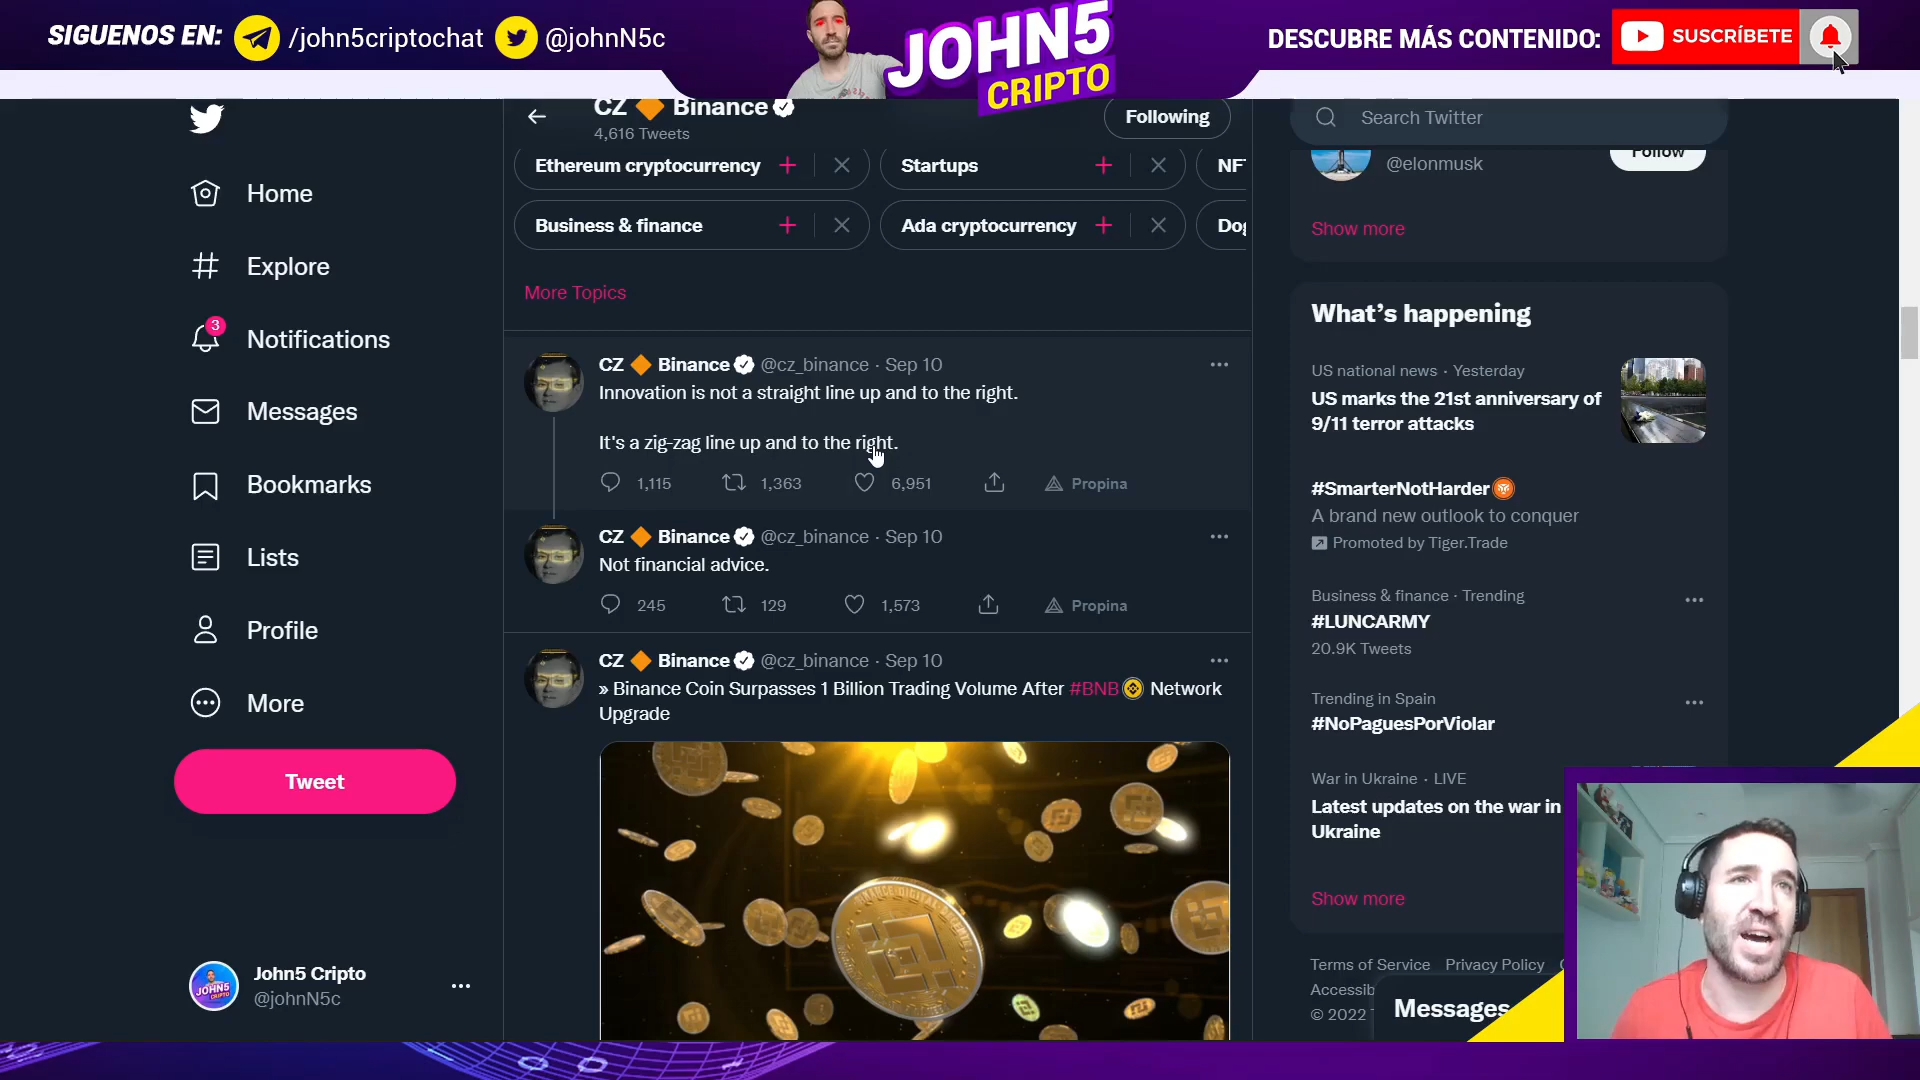 SIGUENOS EN: /john5criptochat @johnN5c
JOHN5
CRIPTO
DESCUBRE MÁS CONTENIDO: SUSCRÍBETE
CZ 🔶 Binance
4,616 Tweets
Following
Search Twitter
Home
Explore
3
Notifications
Messages
Bookmarks
Lists
Profile
More
Tweet
John5 Cripto
@johnN5c
JOHN5
CRIPTO
Ethereum cryptocurrency
Startups
NF
Business & finance
Ada cryptocurrency
More Topics
CZ 🔶 Binance @cz_binance · Sep 10
Innovation is not a straight line up and to the right.
It's a zig-zag line up and to the right.
1,115 1,363 6,951 Propina
CZ 🔶 Binance @cz_binance · Sep 10
Not financial advice.
245 129 1,573 Propina
CZ 🔶 Binance @cz_binance · Sep 10
» Binance Coin Surpasses 1 Billion Trading Volume After #BNB Network
Upgrade
@elonmusk
Follow
Show more
What's happening
US national news · Yesterday
US marks the 21st anniversary of
9/11 terror attacks
#SmarterNotHarder
A brand new outlook to conquer
Promoted by Tiger.Trade
Business & finance · Trending
#LUNCARMY
20.9K Tweets
Trending in Spain
#NoPaguesPorViolar
War in Ukraine · LIVE
Latest updates on the war in
Ukraine
Show more
Terms of Service Privacy Policy
© 2022
Messages